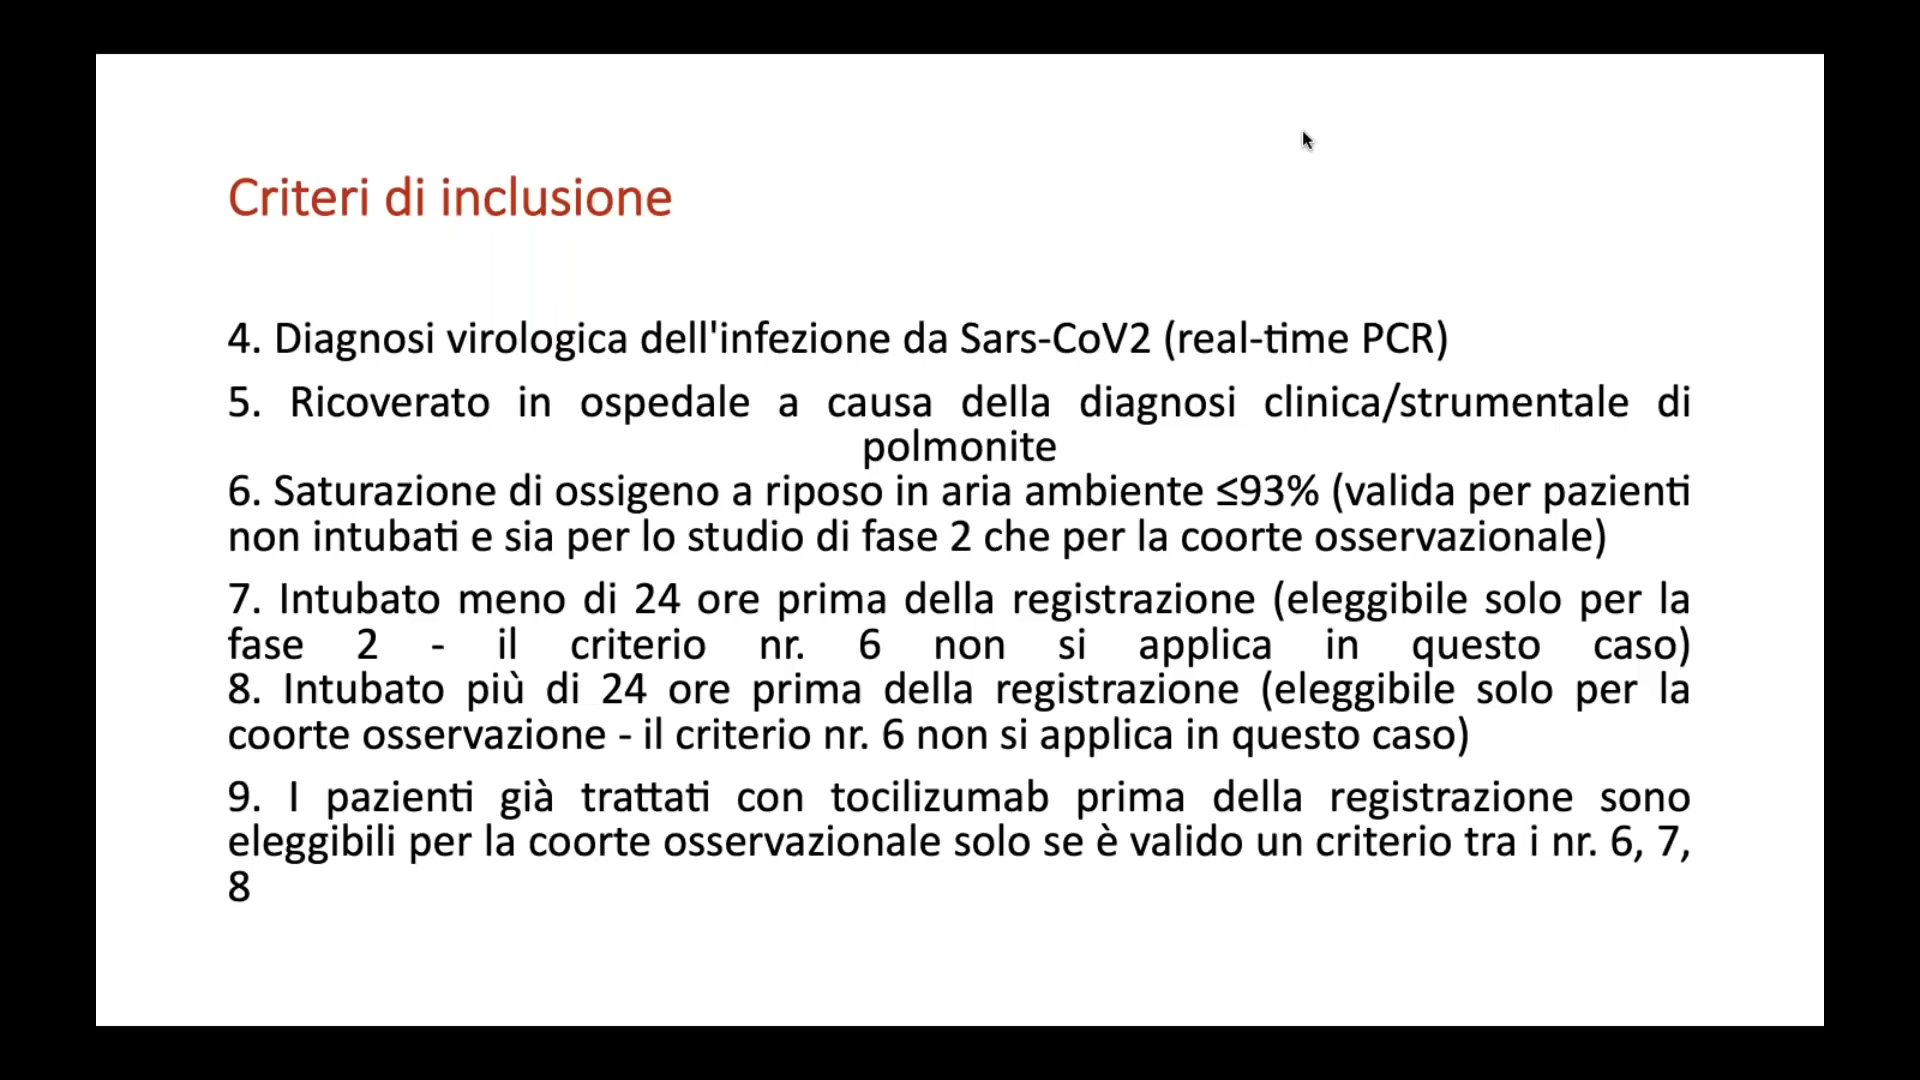 Criteri di inclusione
4. Diagnosi virologica dell'infezione da Sars-CoV2 (real-time PCR)
5. Ricoverato in ospedale a causa della diagnosi clinica/strumentale di
polmonite
6. Saturazione di ossigeno a riposo in aria ambiente ≤93% (valida per pazienti
non intubati e sia per lo studio di fase 2 che per la coorte osservazionale)
7. Intubato meno di 24 ore prima della registrazione (eleggibile solo per la
fase 2 - il criterio nr. 6 non si applica in questo caso)
8. Intubato più di 24 ore prima della registrazione (eleggibile solo per la
coorte osservazione - il criterio nr. 6 non si applica in questo caso)
9. I pazienti già trattati con tocilizumab prima della registrazione sono
eleggibili per la coorte osservazionale solo se è valido un criterio tra i nr. 6, 7,
8